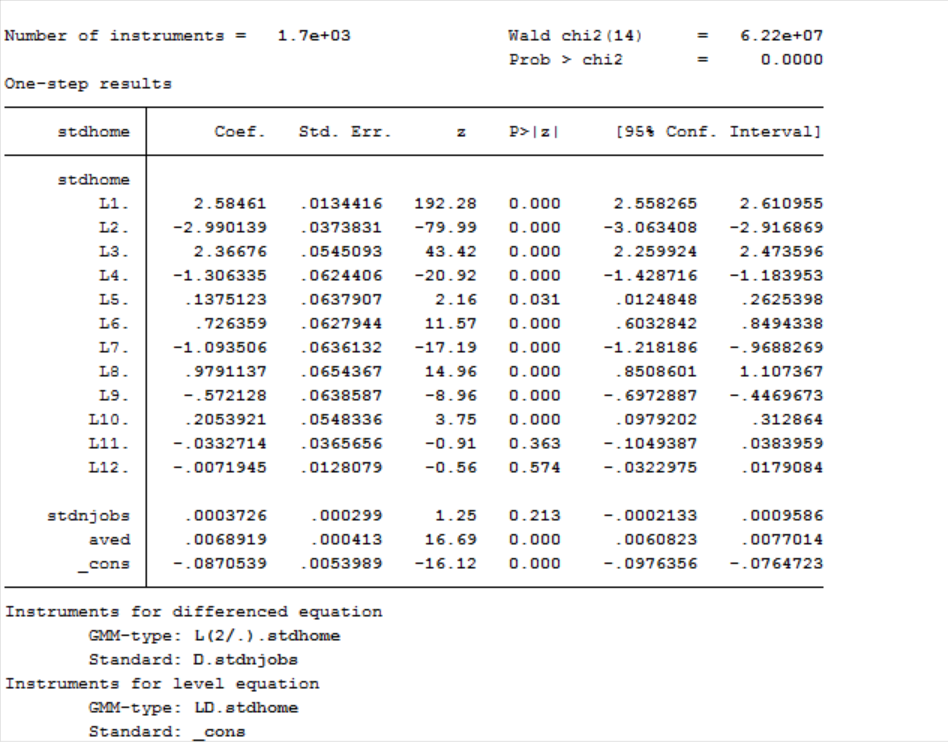 Number of instruments =   1.7e+03   Wald chi2(14)   =   6.22e+07
Prob > chi2   =   0.0000
One-step results
stdhome   Coef.   Std. Err.   z   P>|z|   [95% Conf. Interval]
stdhome
L1.   2.58461   .0134416   192.28   0.000   2.558265   2.610955
L2.   -2.990139   .0373831   -79.99   0.000   -3.063408   -2.916869
L3.   2.36676   .0545093   43.42   0.000   2.259924   2.473596
L4.   -1.306335   .0624406   -20.92   0.000   -1.428716   -1.183953
L5.   .1375123   .0637907   2.16   0.031   .0124848   .2625398
L6.   .726359   .0627944   11.57   0.000   .6032842   .8494338
L7.   -1.093506   .0636132   -17.19   0.000   -1.218186   -.9688269
L8.   .9791137   .0654367   14.96   0.000   .8508601   1.107367
L9.   -.572128   .0638587   -8.96   0.000   -.6972887   -.4469673
L10.   .2053921   .0548336   3.75   0.000   .0979202   .312864
L11.   -.0332714   .0365656   -0.91   0.363   -.1049387   .0383959
L12.   -.0071945   .0128079   -0.56   0.574   -.0322975   .0179084
stdnjobs   .0003726   .000299   1.25   0.213   -.0002133   .0009586
aved   .0068919   .000413   16.69   0.000   .0060823   .0077014
_cons   -.0870539   .0053989   -16.12   0.000   -.0976356   -.0764723
Instruments for differenced equation
GMM-type: L(2/.).stdhome
Standard: D.stdnjobs
Instruments for level equation
GMM-type: LD.stdhome
Standard: _cons